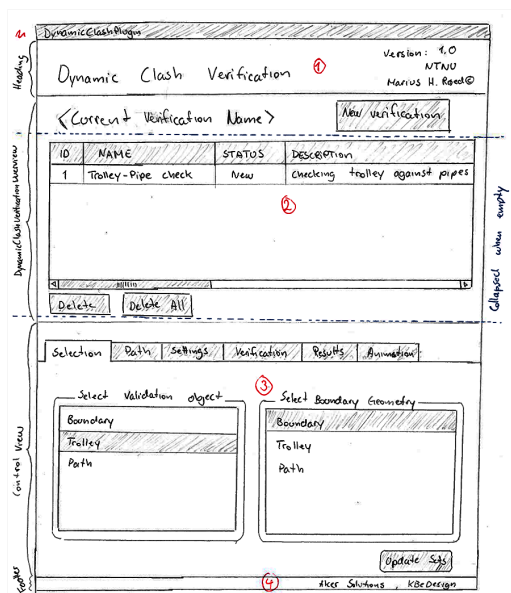 DynamicClashPlugin
Heading
Dynamic Clash Verification
1
Version: 1.0
NTNU
Marius H. Raed©
<Current Verification Name>
New verification
DynamicClashVerificationOverview
ID NAME STATUS DESCRIPTION
1 Trolley-Pipe check New Checking trolley against pipes
2
Collapsed when empty
Delete Delete All
Control View
Selection Path Settings Verification Results Animation
3
Select Validation object
Boundary
Trolley
Path
Select Boundary Geometry
Boundary
Trolley
Path
Update Sets
Footer
4
Aker Solutions, KBeDesign